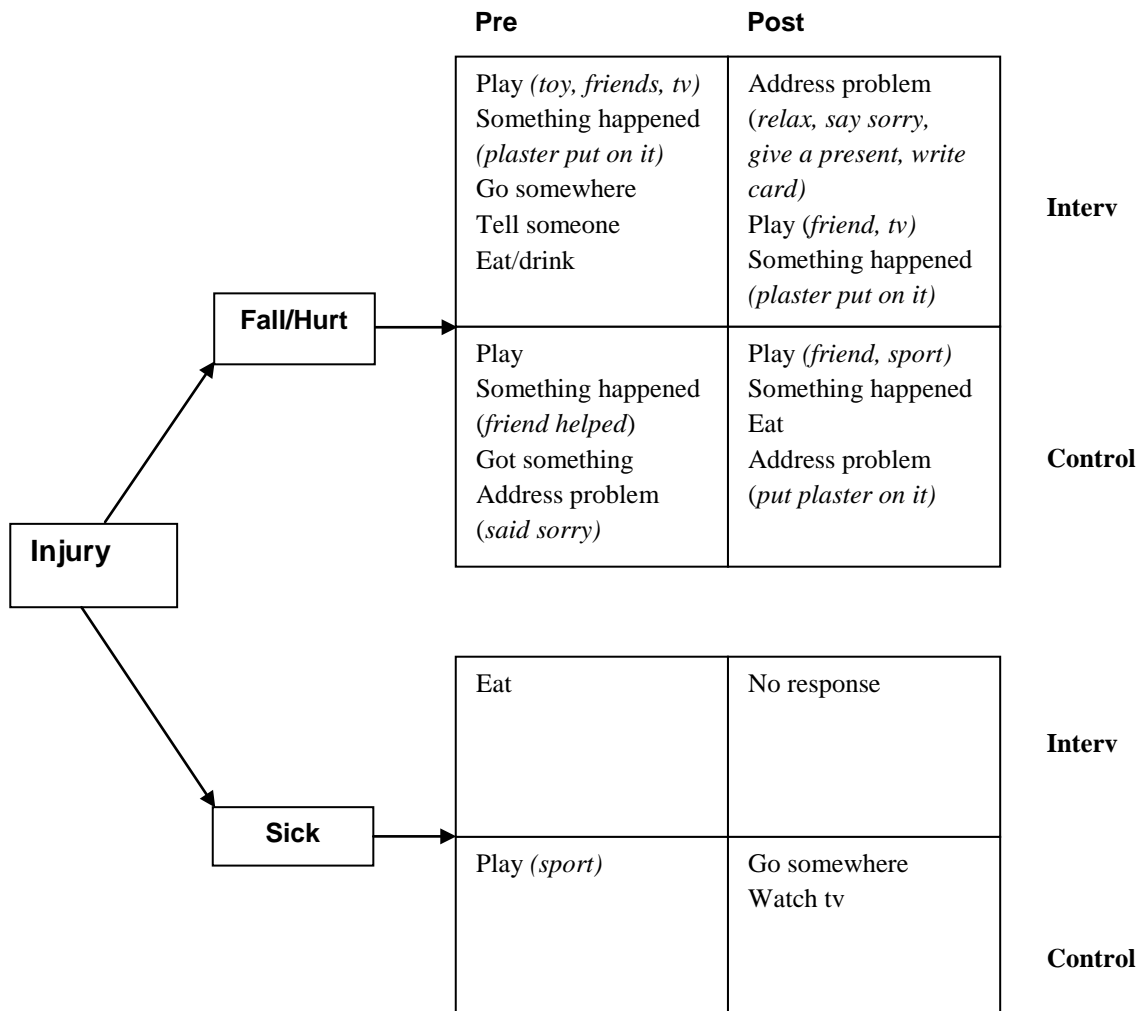 Pre
Post
Play (toy, friends, tv)
Something happened
(plaster put on it)
Go somewhere
Tell someone
Eat/drink
Address problem
(relax, say sorry,
give a present, write
card)
Play (friend, tv)
Something happened
(plaster put on it)
Interv
Fall/Hurt
Play
Something happened
(friend helped)
Got something
Address problem
(said sorry)
Play (friend, sport)
Something happened
Eat
Address problem
(put plaster on it)
Control
Injury
Eat
No response
Interv
Sick
Play (sport)
Go somewhere
Watch tv
Control